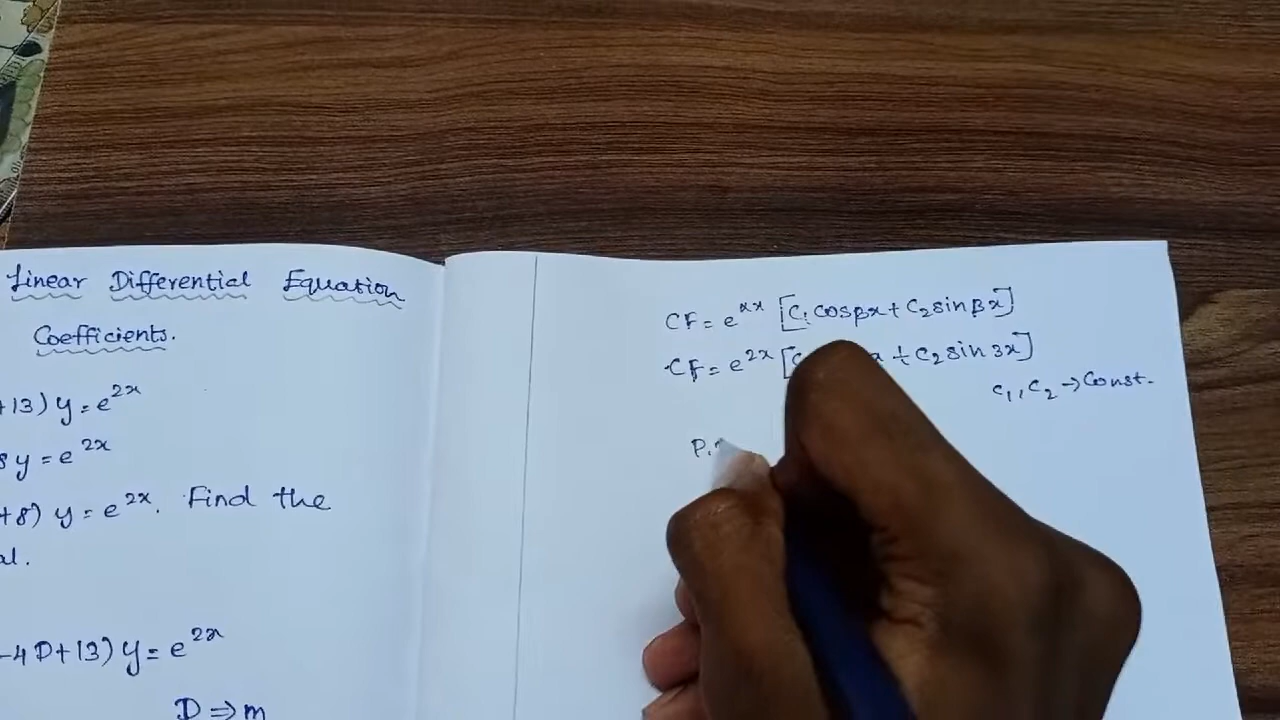 Linear Differential Equation
Coefficients.
+13) y = e^2x
y = e^2x
+8) y = e^2x. Find the
al.
-4D+13) y = e^2x
D ⇒ m
CF = e^αx [C₁ cosβx + C₂ sinβx]
CF = e^2x [C x + C₂ sin 3x]
C₁, C₂ → Const.
P.